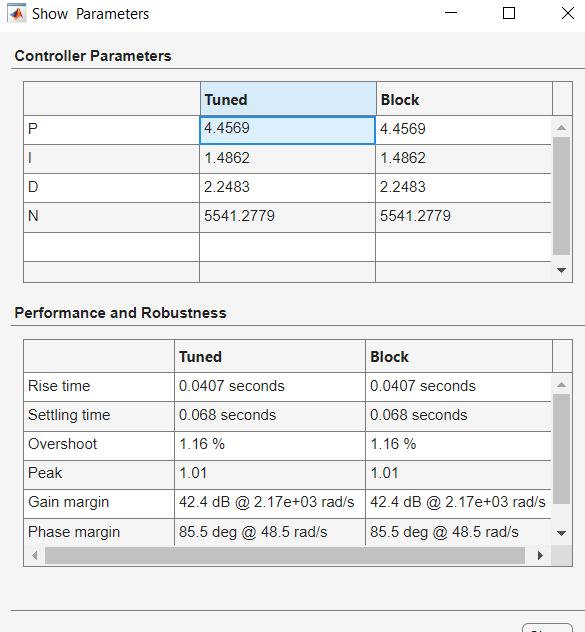 Show Parameters
Controller Parameters
Tuned Block
P 4.4569 4.4569
I 1.4862 1.4862
D 2.2483 2.2483
N 5541.2779 5541.2779
Performance and Robustness
Tuned Block
Rise time 0.0407 seconds 0.0407 seconds
Settling time 0.068 seconds 0.068 seconds
Overshoot 1.16 % 1.16 %
Peak 1.01 1.01
Gain margin 42.4 dB @ 2.17e+03 rad/s 42.4 dB @ 2.17e+03 rad/s
Phase margin 85.5 deg @ 48.5 rad/s 85.5 deg @ 48.5 rad/s